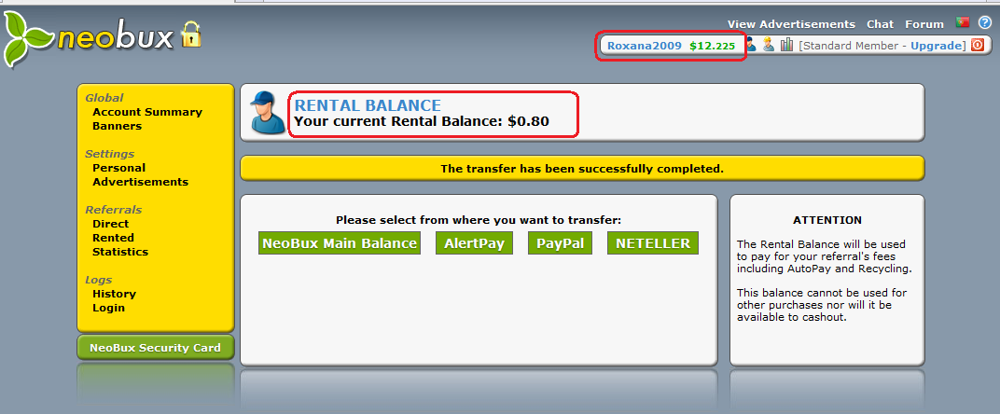 View Advertisements Chat Forum
neobux
Roxana2009 $12.225 [Standard Member - Upgrade]
Global
Account Summary
Banners
Settings
Personal
Advertisements
Referrals
Direct
Rented
Statistics
Logs
History
Login
NeoBux Security Card
RENTAL BALANCE
Your current Rental Balance: $0.80
The transfer has been successfully completed.
Please select from where you want to transfer:
NeoBux Main Balance AlertPay PayPal NETELLER
ATTENTION
The Rental Balance will be used
to pay for your referral's fees
including AutoPay and Recycling.
This balance cannot be used for
other purchases nor will it be
available to cashout.